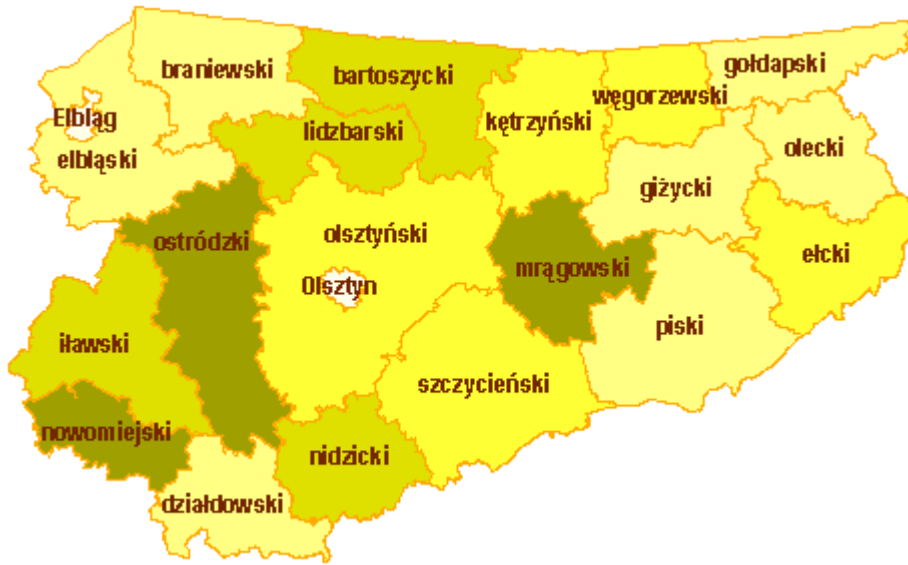 braniewski
bartoszycki
gołdapski
węgorzewski
Elbląg
kętrzyński
lidzbarski
elbląski
olecki
giżycki
ostródzki
olsztyński
ełcki
mrągowski
Olsztyn
piski
iławski
szczycieński
nowomiejski
nidzicki
działdowski